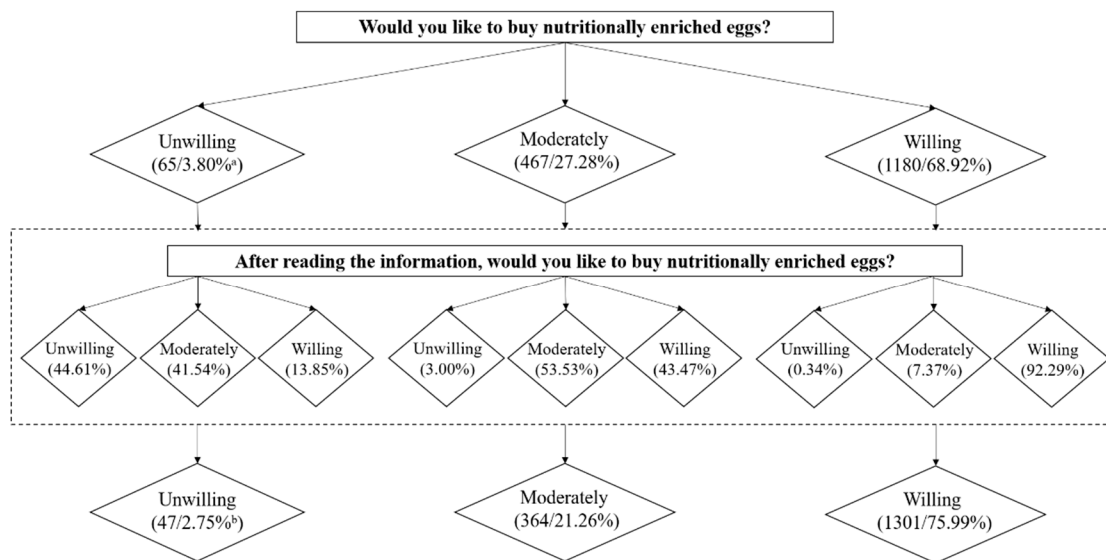 Would you like to buy nutritionally enriched eggs?
Unwilling
(65/3.80%ᵃ)
Moderately
(467/27.28%)
Willing
(1180/68.92%)
After reading the information, would you like to buy nutritionally enriched eggs?
Unwilling
(44.61%)
Moderately
(41.54%)
Willing
(13.85%)
Unwilling
(3.00%)
Moderately
(53.53%)
Willing
(43.47%)
Unwilling
(0.34%)
Moderately
(7.37%)
Willing
(92.29%)
Unwilling
(47/2.75%ᵇ)
Moderately
(364/21.26%)
Willing
(1301/75.99%)